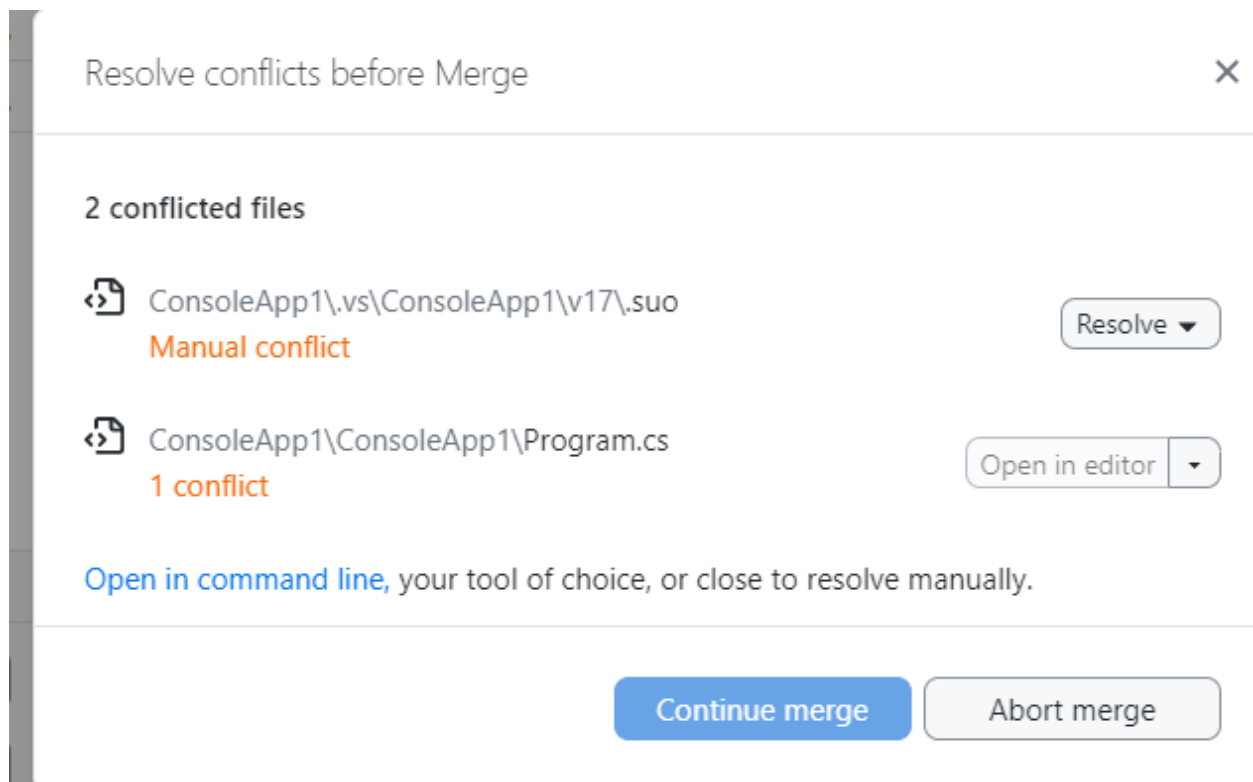 Resolve conflicts before Merge
2 conflicted files
ConsoleApp1\.vs\ConsoleApp1\v17\.suo
Manual conflict
Resolve
ConsoleApp1\ConsoleApp1\Program.cs
1 conflict
Open in editor
Open in command line, your tool of choice, or close to resolve manually.
Continue merge
Abort merge